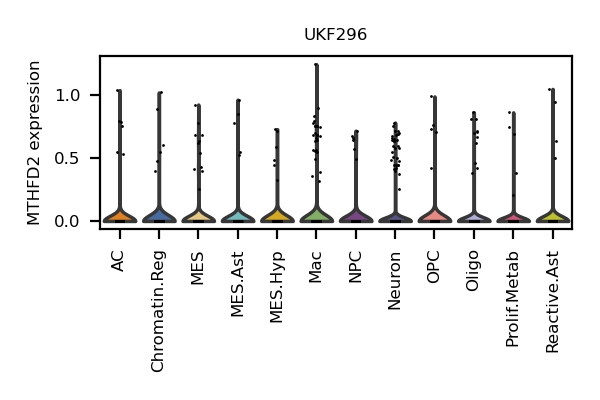 UKF296
MTHFD2 expression
1.0
0.5
0.0
AC
Chromatin.Reg
MES
MES.Ast
MES.Hyp
Mac
NPC
Neuron
OPC
Oligo
Prolif.Metab
Reactive.Ast